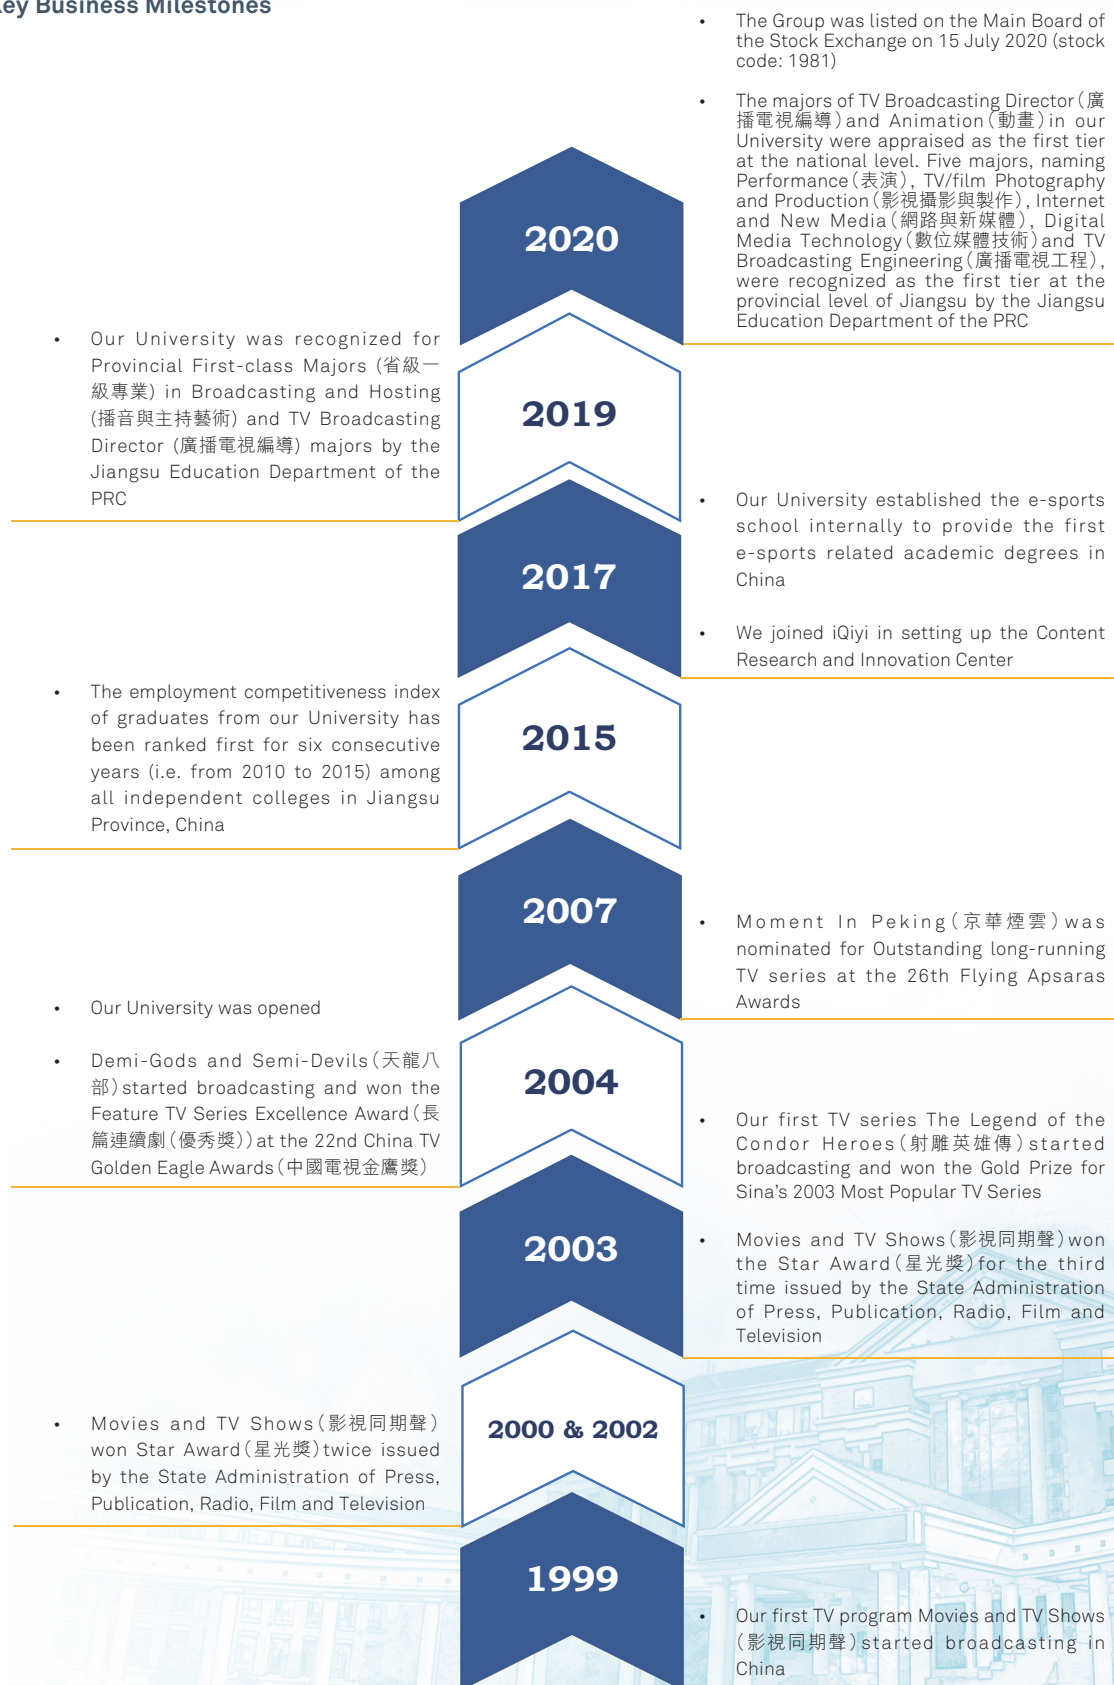 Key Business Milestones
• The Group was listed on the Main Board of
the Stock Exchange on 15 July 2020 (stock
code: 1981)
• The majors of TV Broadcasting Director(廣
播電視編導)and Animation(動畫)in our
University were appraised as the first tier
at the national level. Five majors, naming
Performance(表演), TV/film Photography
and Production(影視攝影與製作), Internet
and New Media(網路與新媒體), Digital
Media Technology(數位媒體技術)and TV
Broadcasting Engineering(廣播電視工程),
were recognized as the first tier at the
provincial level of Jiangsu by the Jiangsu
Education Department of the PRC
2020
• Our University was recognized for
Provincial First-class Majors (省級一
級專業) in Broadcasting and Hosting
(播音與主持藝術) and TV Broadcasting
Director (廣播電視編導) majors by the
Jiangsu Education Department of the
PRC
2019
• Our University established the e-sports
school internally to provide the first
e-sports related academic degrees in
China
• We joined iQiyi in setting up the Content
Research and Innovation Center
2017
• The employment competitiveness index
of graduates from our University has
been ranked first for six consecutive
years (i.e. from 2010 to 2015) among
all independent colleges in Jiangsu
Province, China
2015
2007
• Moment In Peking(京華煙雲)was
nominated for Outstanding long-running
TV series at the 26th Flying Apsaras
Awards
• Our University was opened
• Demi-Gods and Semi-Devils(天龍八
部)started broadcasting and won the
Feature TV Series Excellence Award(長
篇連續劇(優秀獎))at the 22nd China TV
Golden Eagle Awards(中國電視金鷹獎)
2004
• Our first TV series The Legend of the
Condor Heroes(射雕英雄傳)started
broadcasting and won the Gold Prize for
Sina's 2003 Most Popular TV Series
• Movies and TV Shows(影視同期聲)won
the Star Award(星光獎)for the third
time issued by the State Administration
of Press, Publication, Radio, Film and
Television
2003
• Movies and TV Shows(影視同期聲)
won Star Award(星光獎)twice issued
by the State Administration of Press,
Publication, Radio, Film and Television
2000 & 2002
1999
• Our first TV program Movies and TV Shows
(影視同期聲)started broadcasting in
China